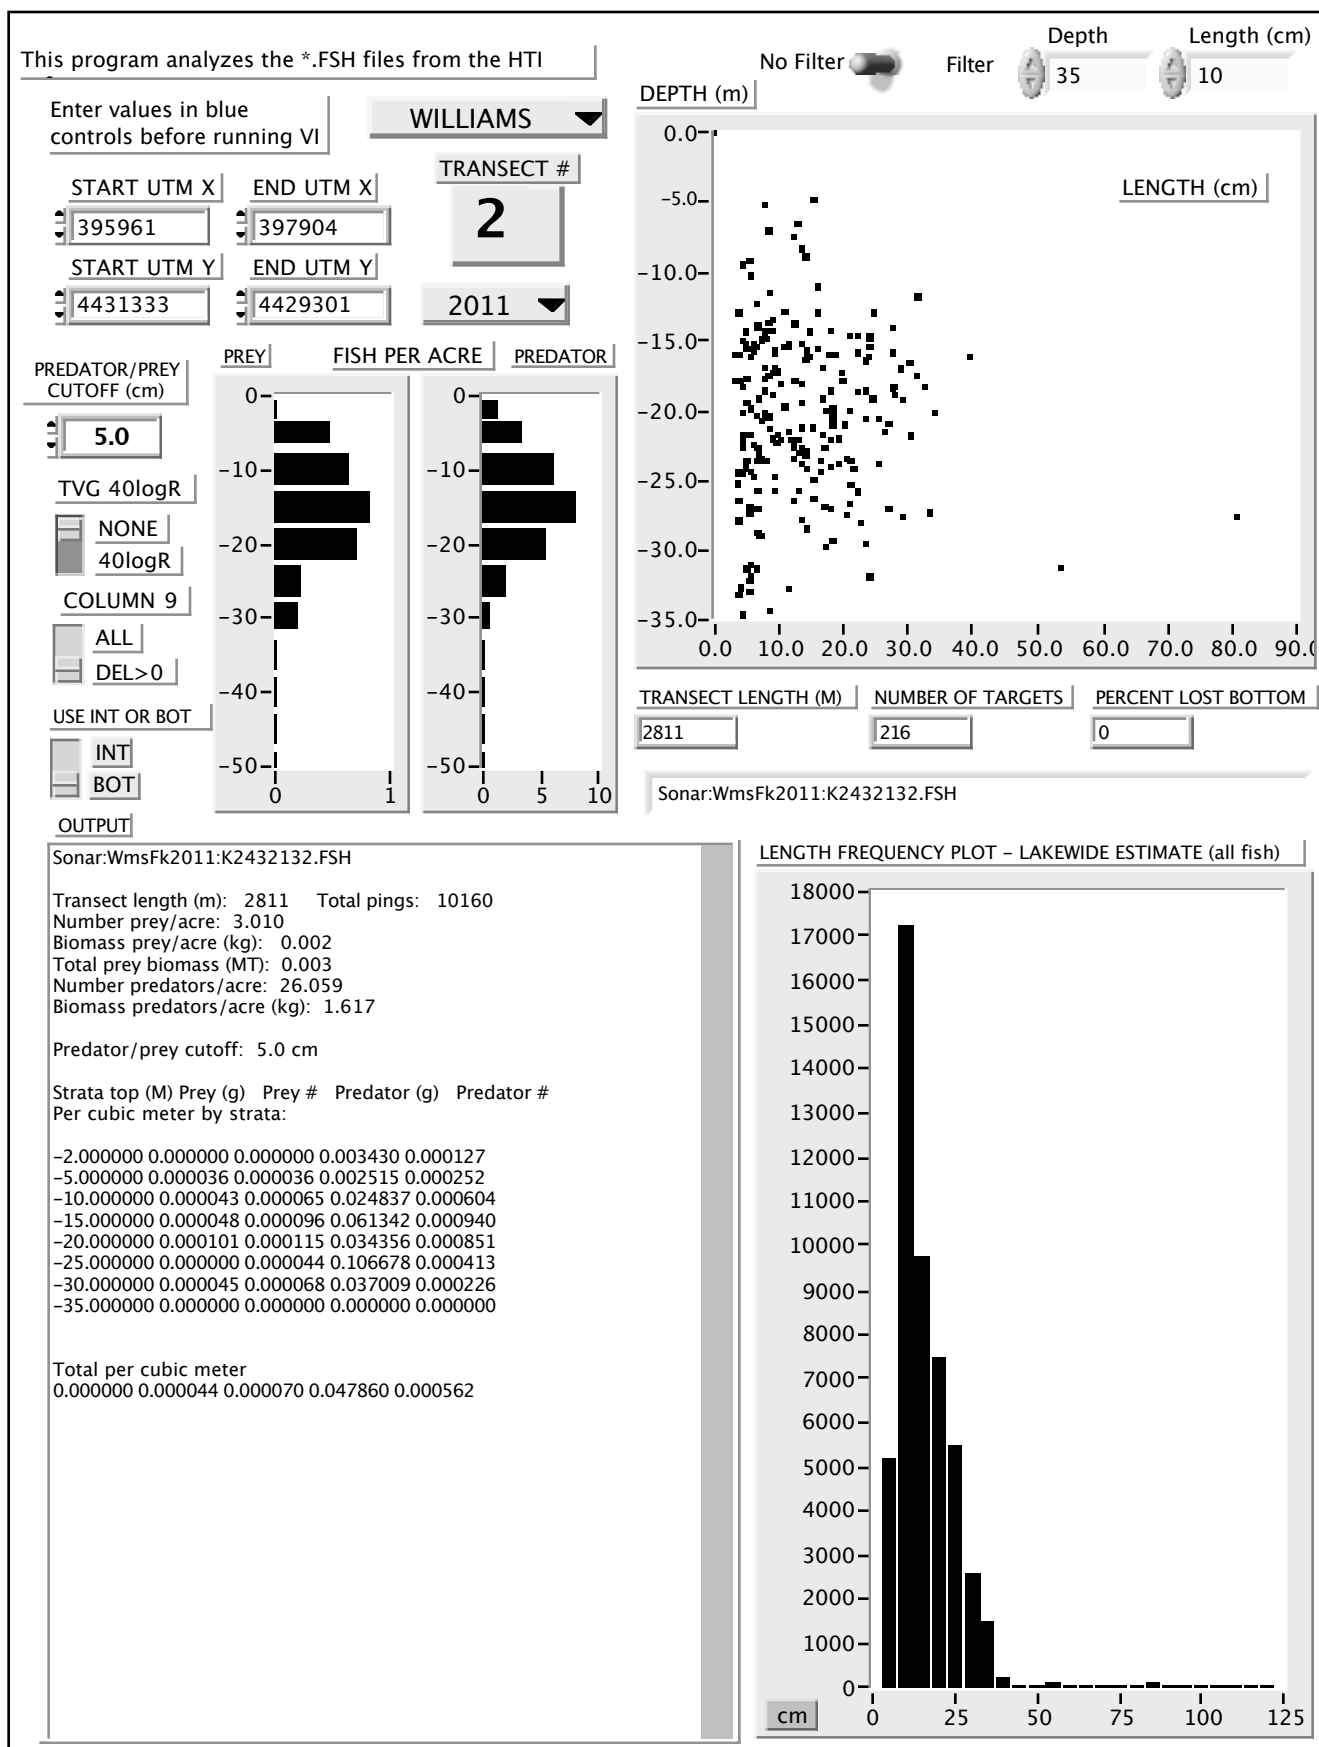 This program analyzes the *.FSH files from the HTI
No Filter
Filter
Depth
35
Length (cm)
10
Enter values in blue
controls before running VI
WILLIAMS
TRANSECT #
2
START UTM X
395961
END UTM X
397904
START UTM Y
4431333
END UTM Y
4429301
2011
DEPTH (m)
LENGTH (cm)
0.0
-5.0
-10.0
-15.0
-20.0
-25.0
-30.0
-35.0
0.0 10.0 20.0 30.0 40.0 50.0 60.0 70.0 80.0 90.0
PREDATOR/PREY
CUTOFF (cm)
5.0
TVG 40logR
NONE
40logR
COLUMN 9
ALL
DEL>0
USE INT OR BOT
INT
BOT
PREY
FISH PER ACRE
PREDATOR
0
-10
-20
-30
-40
-50
0 1
0
-10
-20
-30
-40
-50
0 5 10
TRANSECT LENGTH (M)
2811
NUMBER OF TARGETS
216
PERCENT LOST BOTTOM
0
Sonar:WmsFk2011:K2432132.FSH
OUTPUT
Sonar:WmsFk2011:K2432132.FSH
Transect length (m): 2811 Total pings: 10160
Number prey/acre: 3.010
Biomass prey/acre (kg): 0.002
Total prey biomass (MT): 0.003
Number predators/acre: 26.059
Biomass predators/acre (kg): 1.617
Predator/prey cutoff: 5.0 cm
Strata top (M) Prey (g) Prey # Predator (g) Predator #
Per cubic meter by strata:
-2.000000 0.000000 0.000000 0.003430 0.000127
-5.000000 0.000036 0.000036 0.002515 0.000252
-10.000000 0.000043 0.000065 0.024837 0.000604
-15.000000 0.000048 0.000096 0.061342 0.000940
-20.000000 0.000101 0.000115 0.034356 0.000851
-25.000000 0.000000 0.000044 0.106678 0.000413
-30.000000 0.000045 0.000068 0.037009 0.000226
-35.000000 0.000000 0.000000 0.000000 0.000000
Total per cubic meter
0.000000 0.000044 0.000070 0.047860 0.000562
LENGTH FREQUENCY PLOT - LAKEWIDE ESTIMATE (all fish)
18000
17000
16000
15000
14000
13000
12000
11000
10000
9000
8000
7000
6000
5000
4000
3000
2000
1000
0
cm
0 25 50 75 100 125